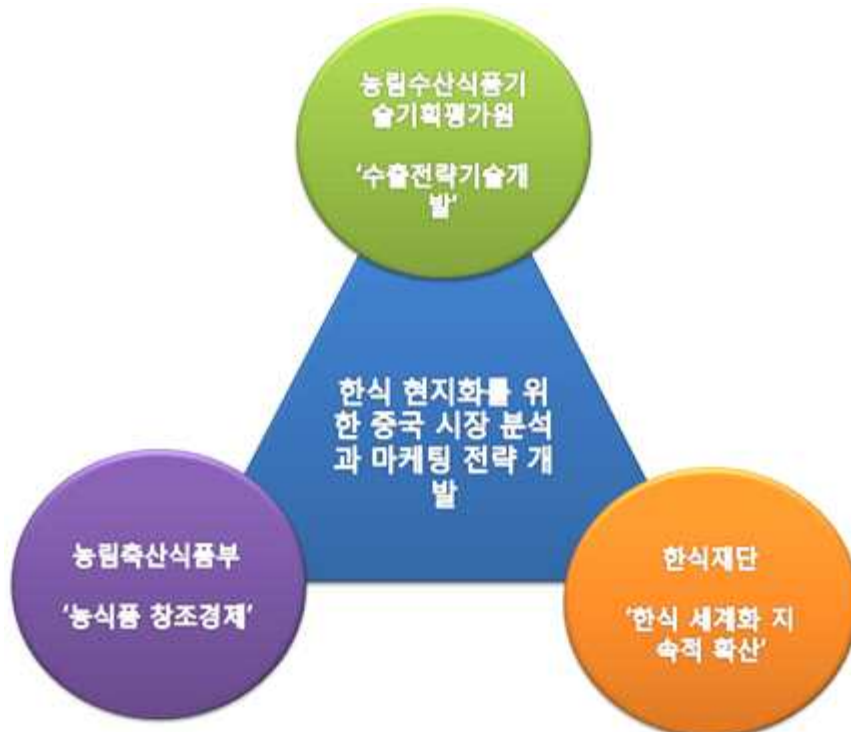 농림수산식품기
술기획평가원
‘수출전략기술개
발’
한식 현지화를 위
한 중국 시장 분석
과 마케팅 전략 개
발
농림축산식품부
‘농식품 창조경제’
한식재단
‘한식 세계화 지
속적 확산’